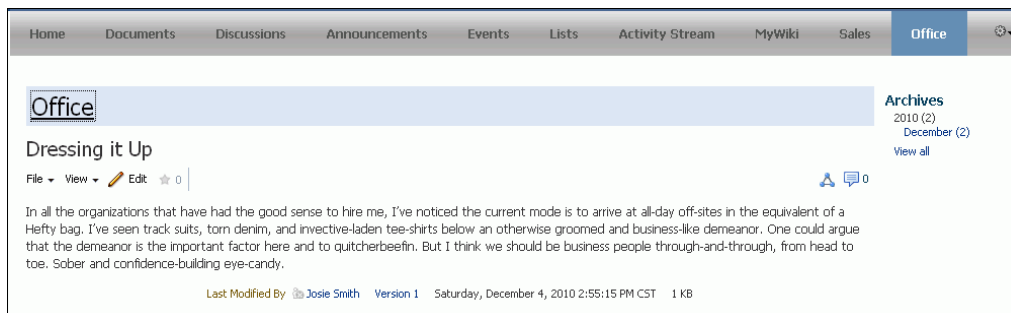 Home Documents Discussions Announcements Events Lists Activity Stream MyWiki Sales Office
Office
Archives
2010 (2)
December (2)
View all
Dressing it Up
File View Edit 0 0
In all the organizations that have had the good sense to hire me, I've noticed the current mode is to arrive at all-day off-sites in the equivalent of a
Hefty bag. I've seen track suits, torn denim, and invective-laden tee-shirts below an otherwise groomed and business-like demeanor. One could argue
that the demeanor is the important factor here and to quitcherbeefin. But I think we should be business people through-and-through, from head to
toe. Sober and confidence-building eye-candy.
Last Modified By Josie Smith Version 1 Saturday, December 4, 2010 2:55:15 PM CST 1 KB